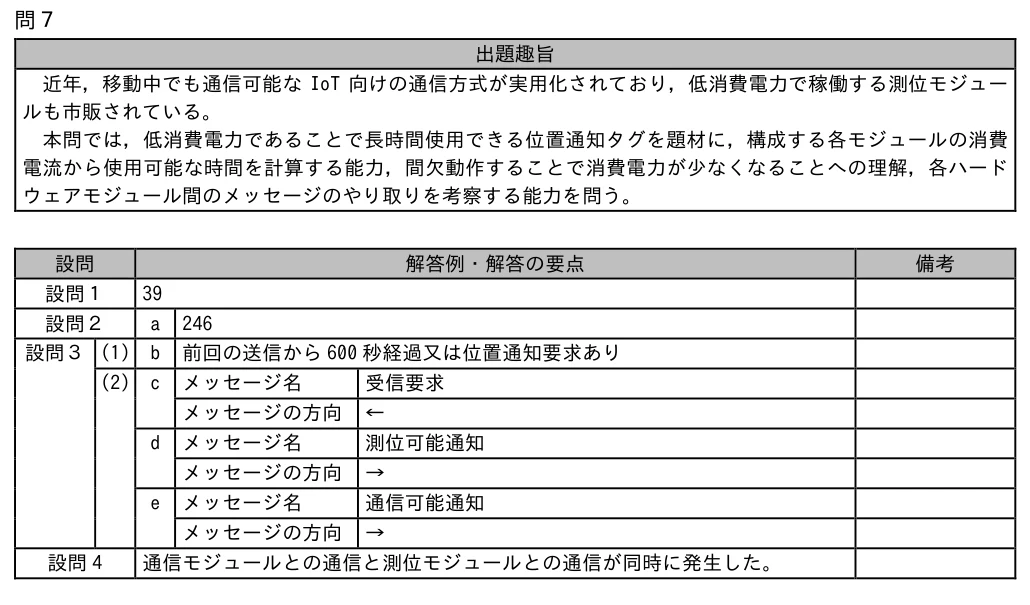 問7
出題趣旨
近年，移動中でも通信可能な IoT 向けの通信方式が実用化されており，低消費電力で稼働する測位モジュー
ルも市販されている。
本問では，低消費電力であることで長時間使用できる位置通知タグを題材に，構成する各モジュールの消費
電流から使用可能な時間を計算する能力，間欠動作することで消費電力が少なくなることへの理解，各ハード
ウェアモジュール間のメッセージのやり取りを考察する能力を問う。
設問 解答例・解答の要点 備考
設問1 39
設問2 a 246
設問3 (1) b 前回の送信から 600 秒経過又は位置通知要求あり
(2) c メッセージ名 受信要求
メッセージの方向 ←
d メッセージ名 測位可能通知
メッセージの方向 →
e メッセージ名 通信可能通知
メッセージの方向 →
設問4 通信モジュールとの通信と測位モジュールとの通信が同時に発生した。